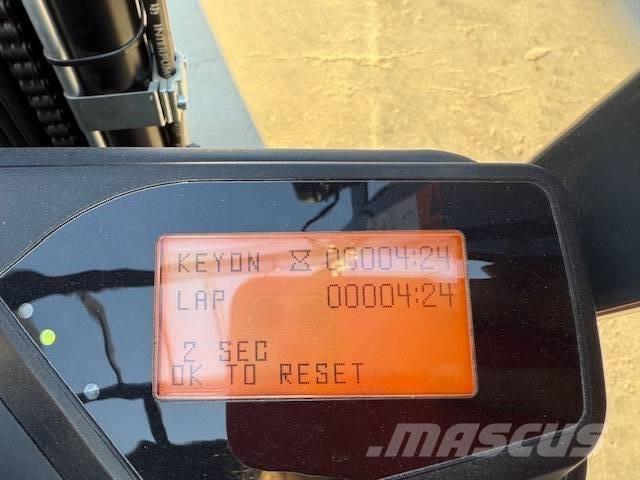 KEYON 00004:24
LAP 00004:24
2 SEC
OK TO RESET
MASCUS